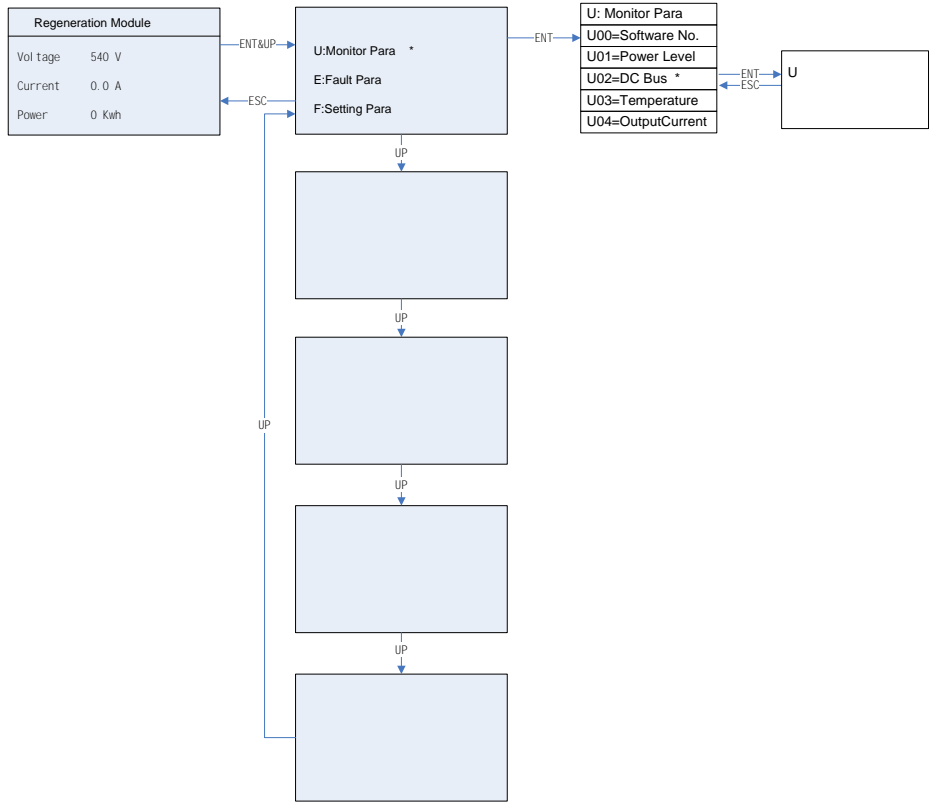 Regeneration Module
Voltage 540 V
Current 0.0 A
Power 0 Kwh
ENT&UP
ESC
U:Monitor Para *
E:Fault Para
F:Setting Para
ENT
U: Monitor Para
U00=Software No.
U01=Power Level
U02=DC Bus *
U03=Temperature
U04=OutputCurrent
ENT
ESC
U
UP
UP
UP
UP
UP